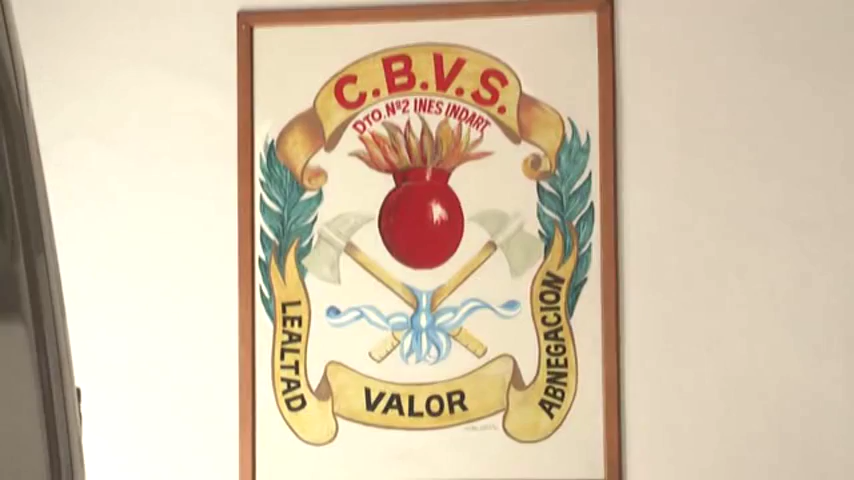 C.B.V.S.
DTO. Nº2 INES INDART.
LEALTAD
VALOR
ABNEGACION